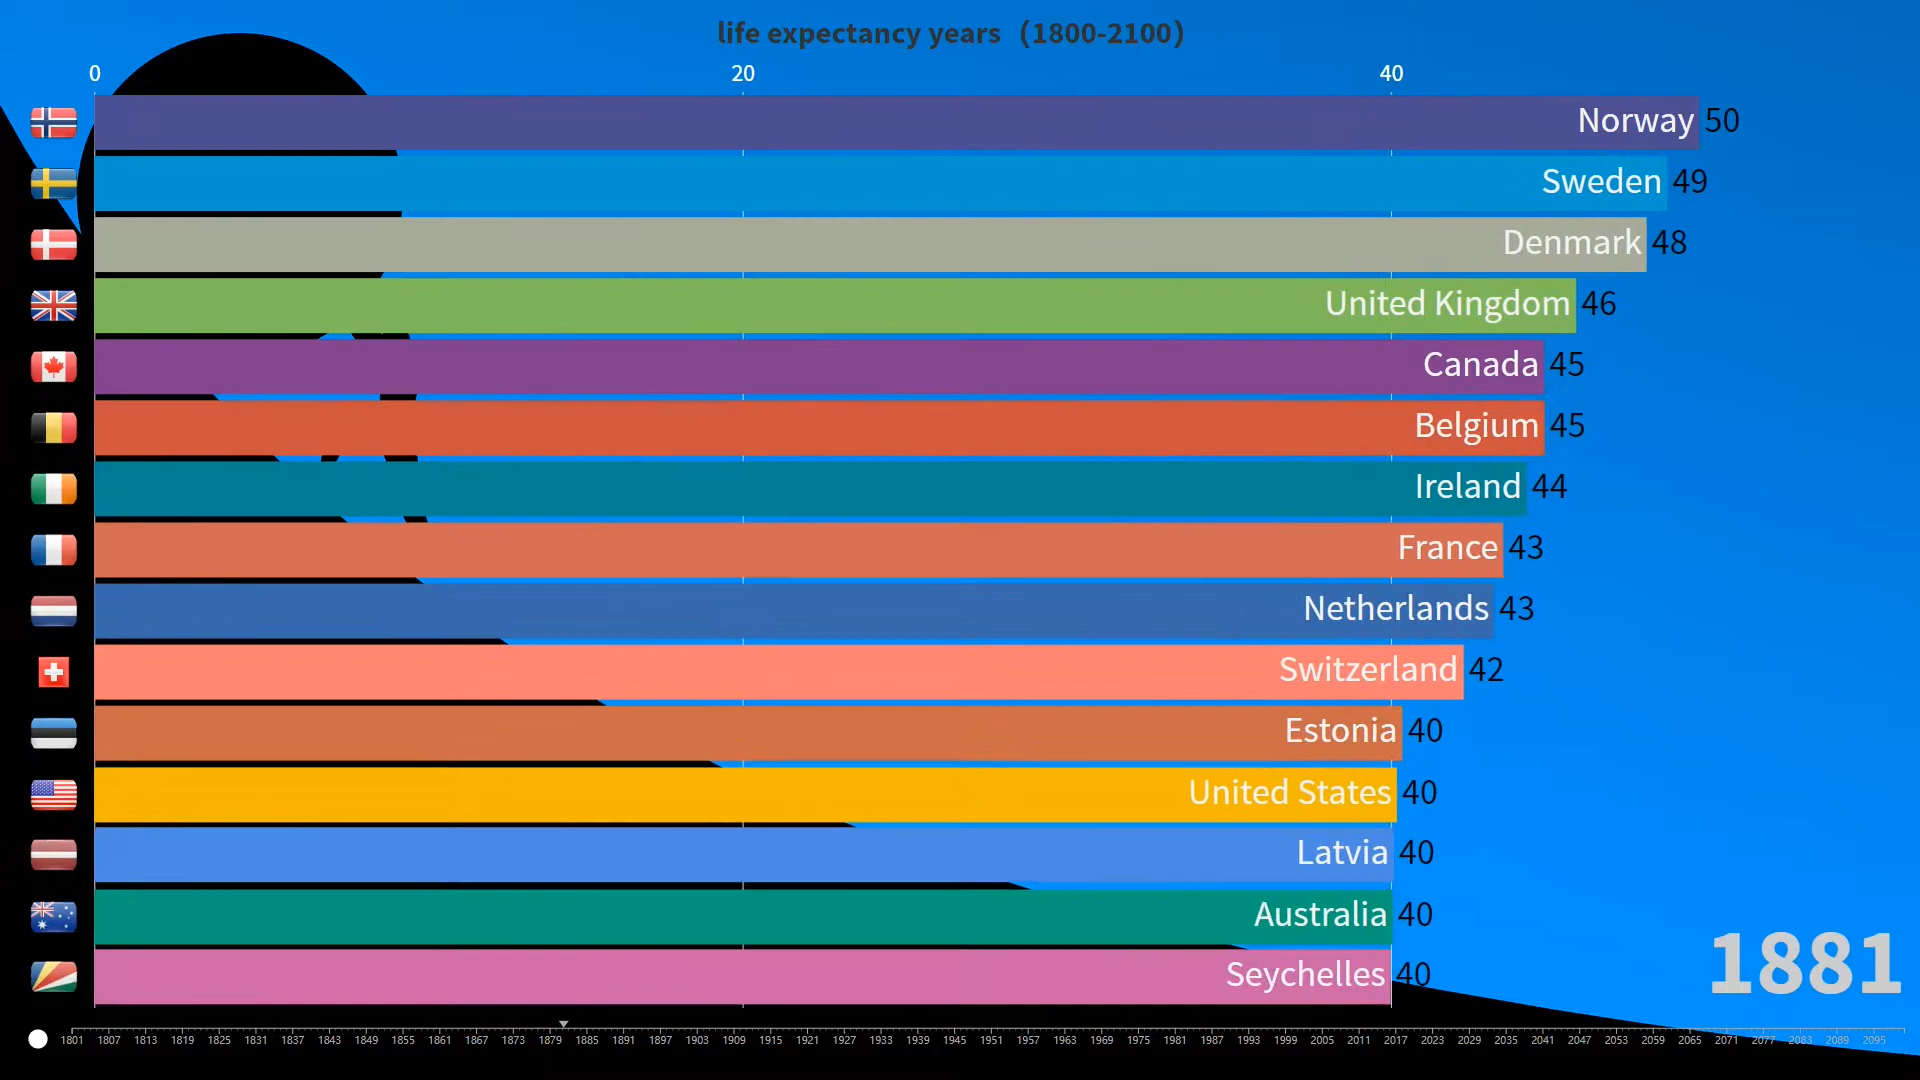 life expectancy years（1800-2100）
0 20 40
Norway 50
Sweden 49
Denmark 48
United Kingdom 46
Canada 45
Belgium 45
Ireland 44
France 43
Netherlands 43
Switzerland 42
Estonia 40
United States 40
Latvia 40
Australia 40
Seychelles 40
1881
1801 1807 1813 1819 1825 1831 1837 1843 1849 1855 1861 1867 1873 1879 1885 1891 1897 1903 1909 1915 1921 1927 1933 1939 1945 1951 1957 1963 1969 1975 1981 1987 1993 1999 2005 2011 2017 2023 2029 2035 2041 2047 2053 2059 2065 2071 2077 2083 2089 2095